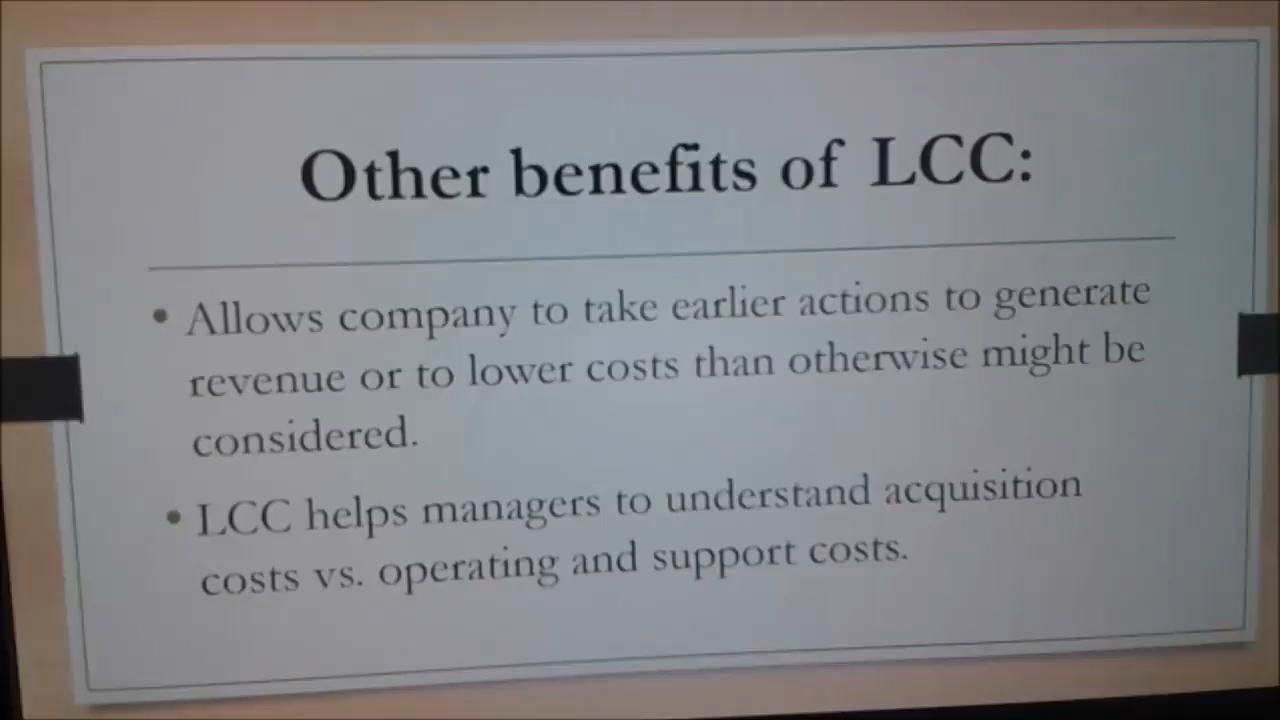 Other benefits of LCC:
• Allows company to take earlier actions to generate
revenue or to lower costs than otherwise might be
considered.
• LCC helps managers to understand acquisition
costs vs. operating and support costs.